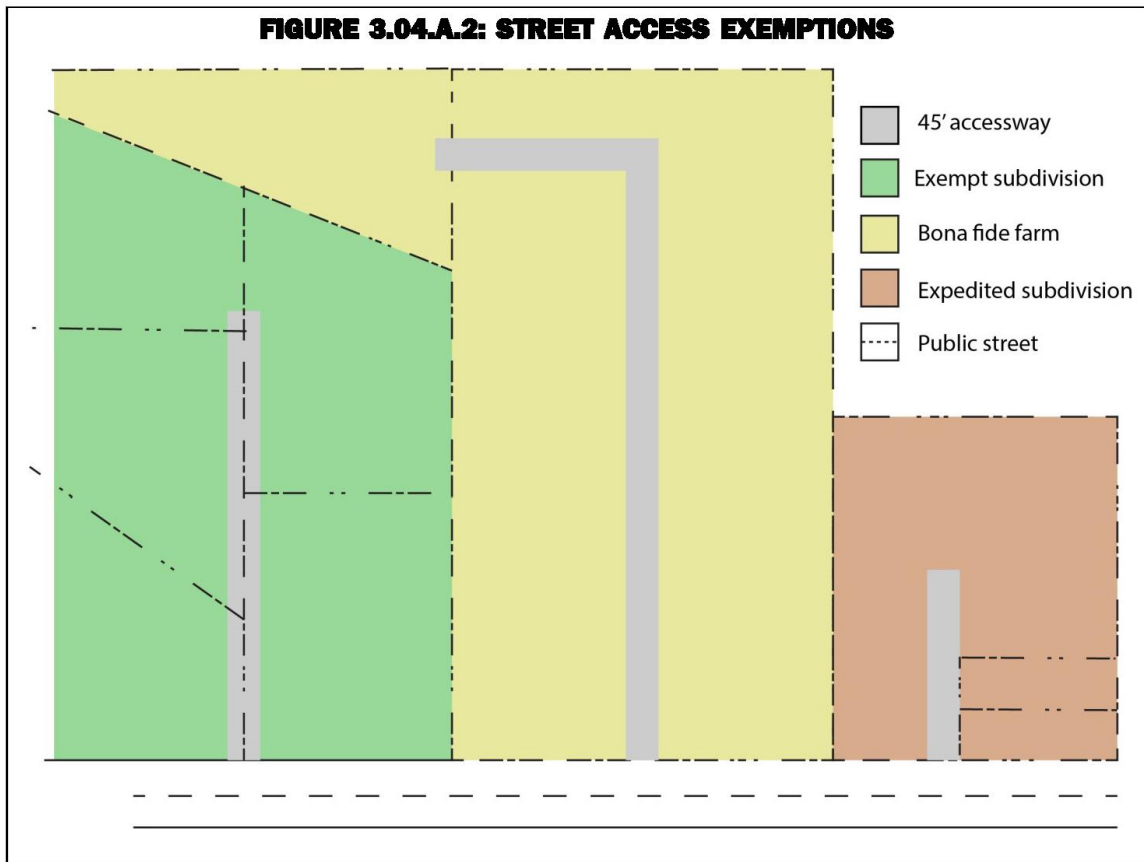 FIGURE 3.04.A.2: STREET ACCESS EXEMPTIONS
45' accessway
Exempt subdivision
Bona fide farm
Expedited subdivision
Public street